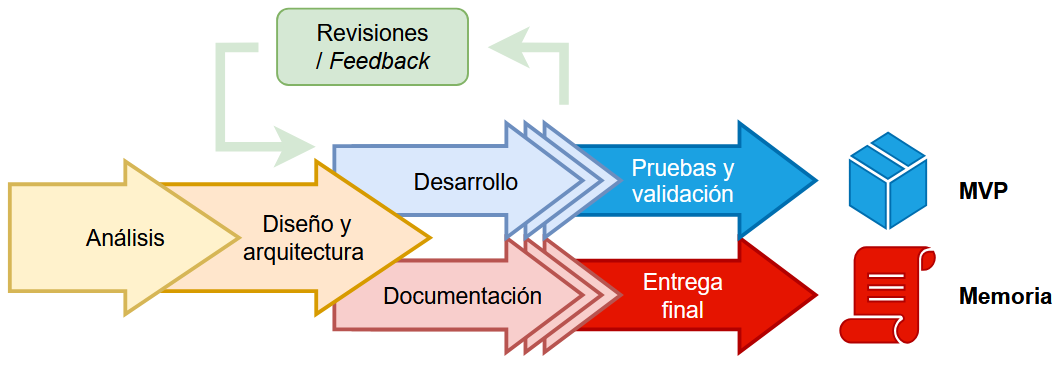 Revisiones
/ Feedback
Análisis
Diseño y
arquitectura
Desarrollo
Pruebas y
validación
MVP
Documentación
Entrega
final
Memoria